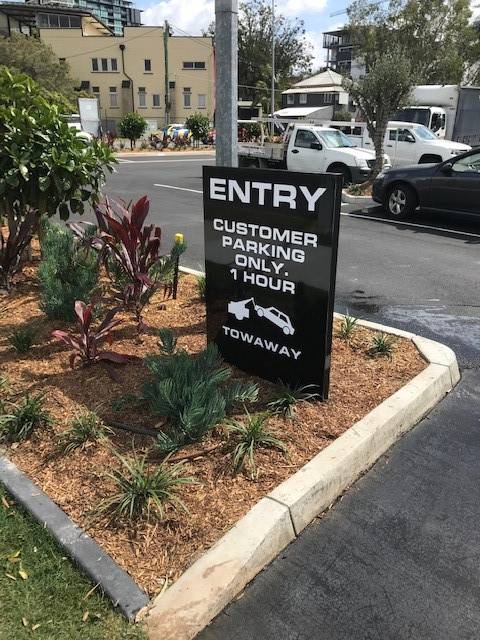 ENTRY
CUSTOMER
PARKING
ONLY.
1 HOUR
TOWAWAY